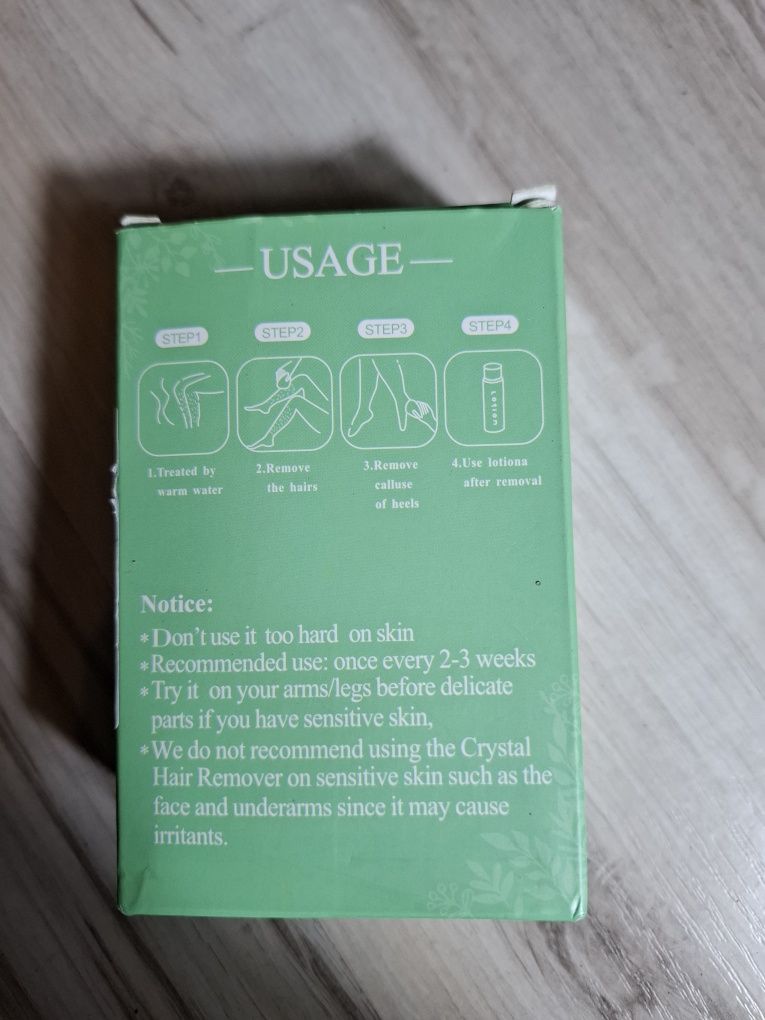 —USAGE—
STEP1 STEP2 STEP3 STEP4
Lotion
1.Treated by
warm water
2.Remove
the hairs
3.Remove
calluse
of heels
4.Use lotiona
after removal
Notice:
*Don't use it too hard on skin
*Recommended use: once every 2-3 weeks
*Try it on your arms/legs before delicate
parts if you have sensitive skin,
*We do not recommend using the Crystal
Hair Remover on sensitive skin such as the
face and underarms since it may cause
irritants.